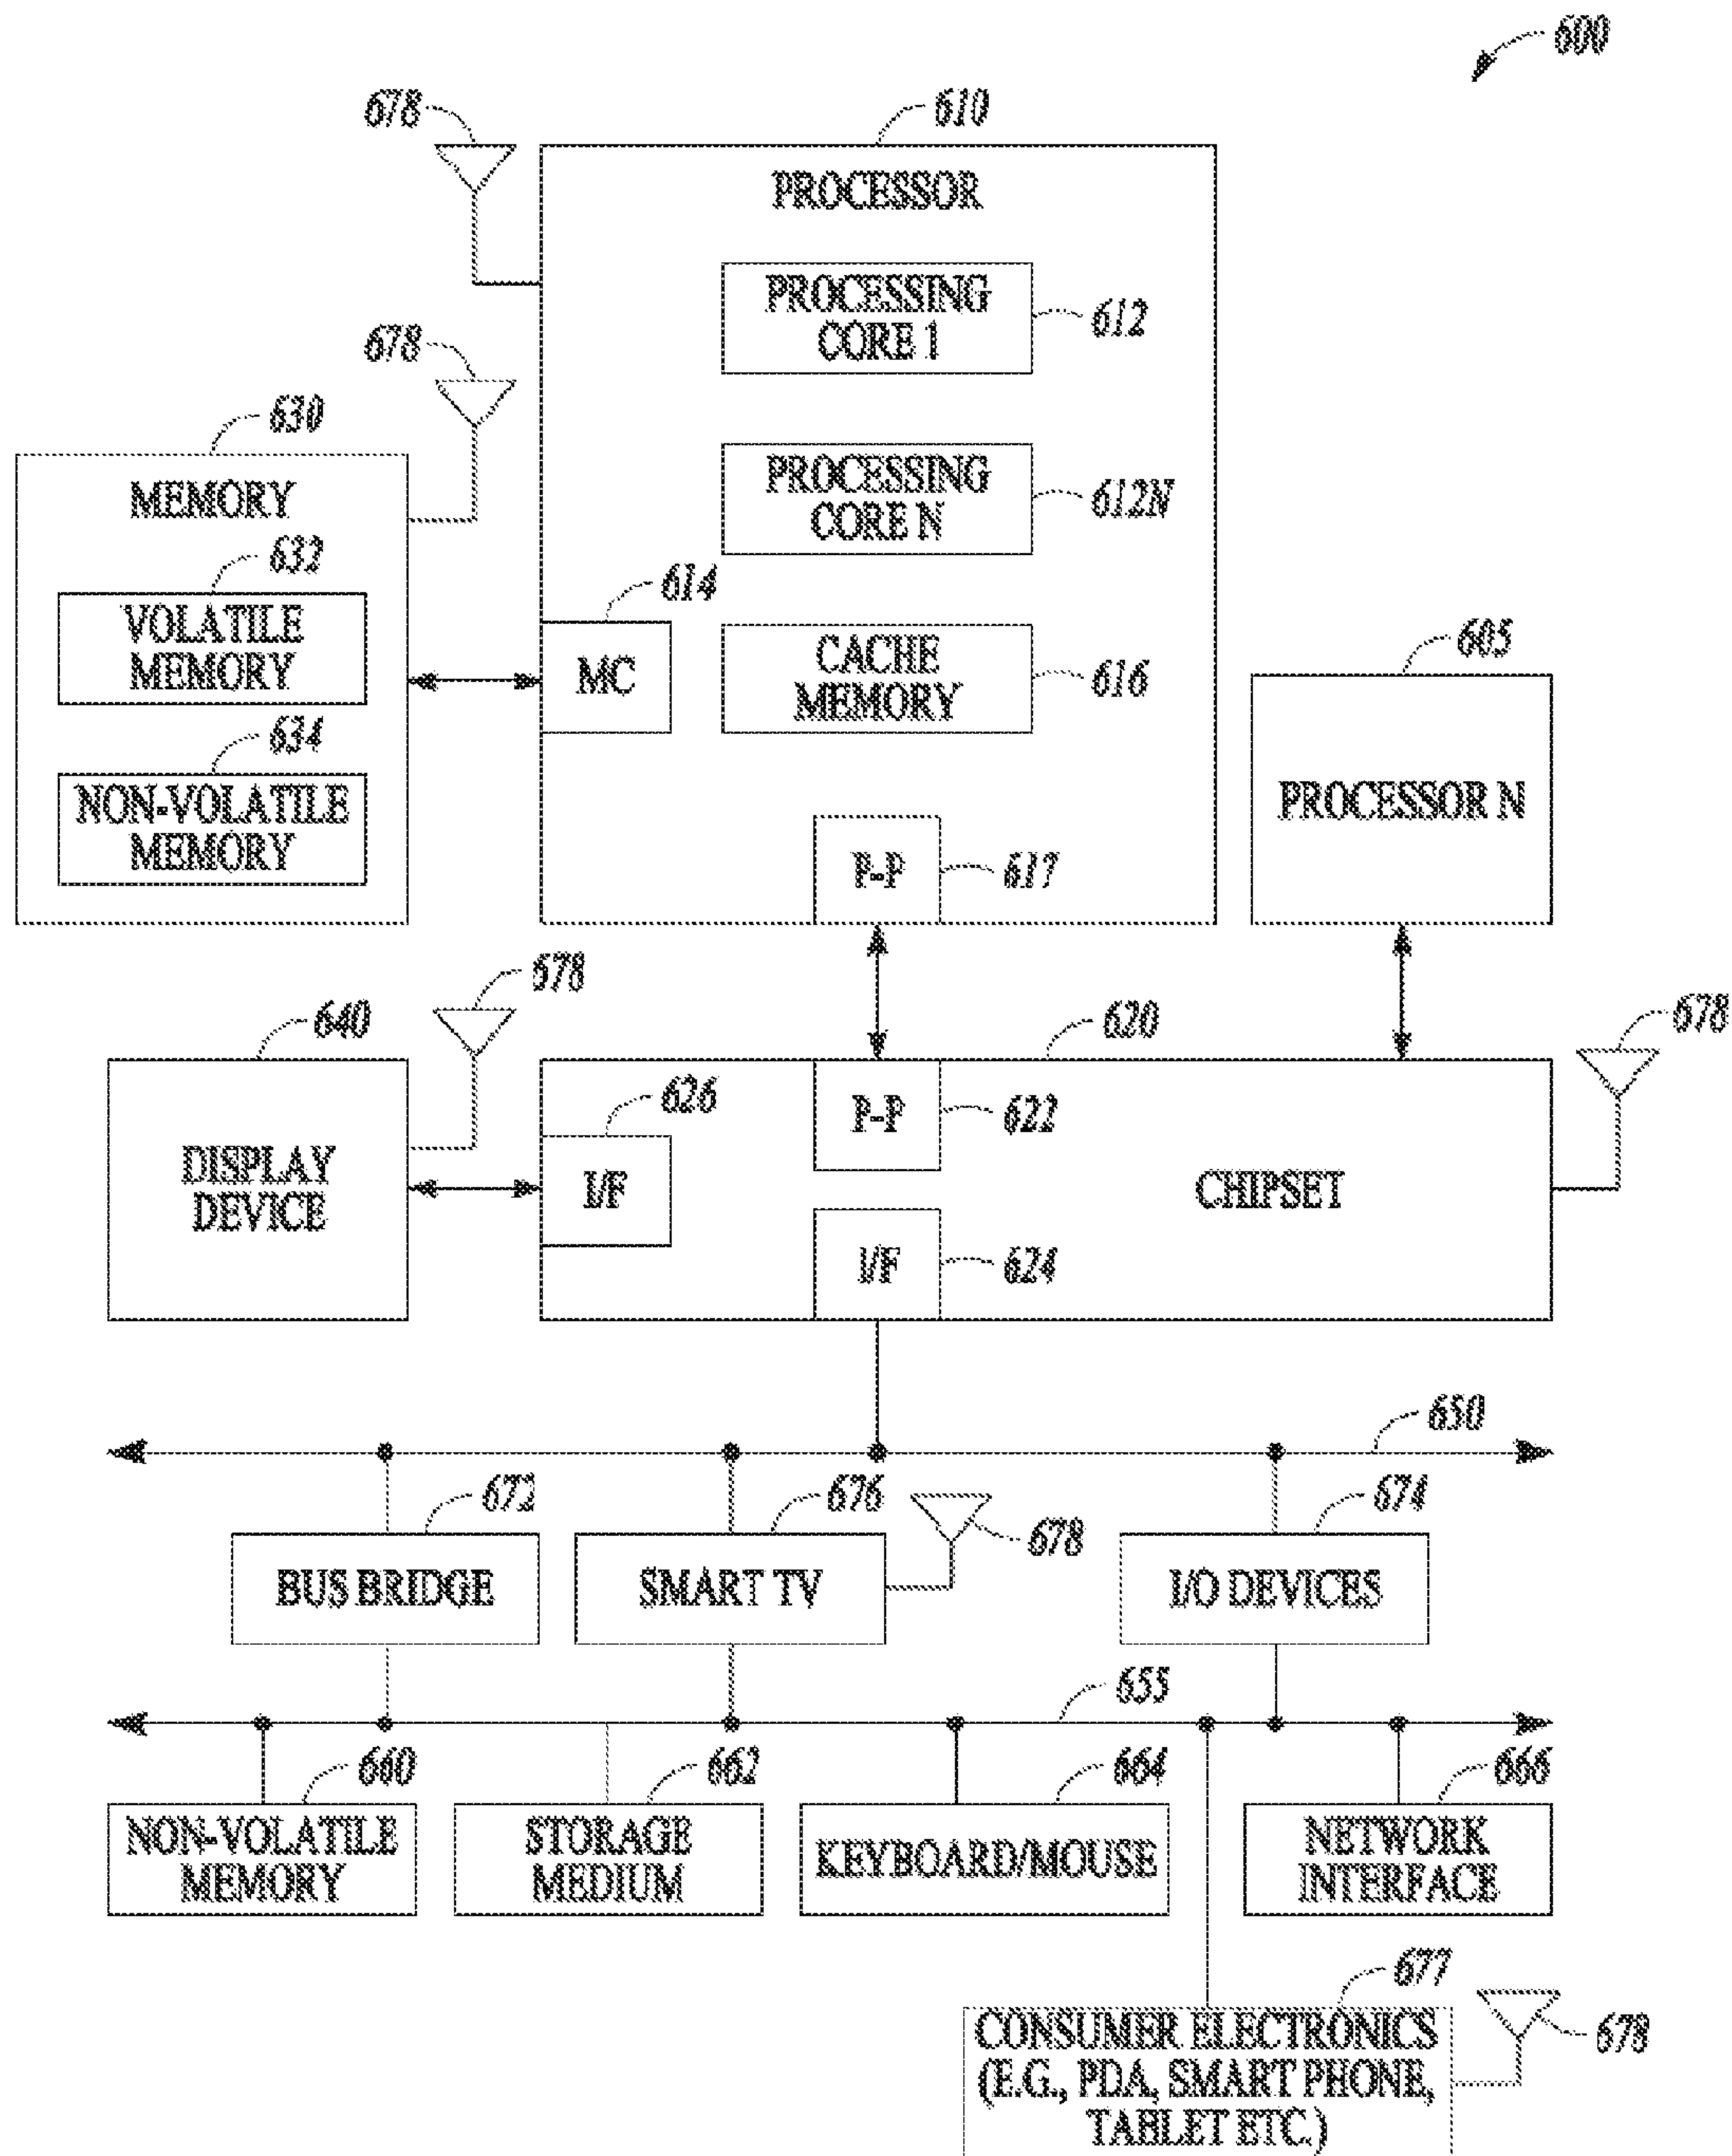 600
678
610
PROCESSOR
PROCESSING
CORE 1
612
678
630
MEMORY
PROCESSING
CORE N
612N
632
VOLATILE
MEMORY
614
MC
CACHE
MEMORY
616
605
PROCESSOR N
634
NON-VOLATILE
MEMORY
P-P
617
678
640
DISPLAY
DEVICE
620
678
626
I/F
P-P
622
CHIPSET
I/F
624
650
672
BUS BRIDGE
676
SMART TV
678
674
I/O DEVICES
655
660
NON-VOLATILE
MEMORY
662
STORAGE
MEDIUM
664
KEYBOARD/MOUSE
666
NETWORK
INTERFACE
677
CONSUMER ELECTRONICS
(E.G., PDA, SMART PHONE,
TABLET ETC.)
678